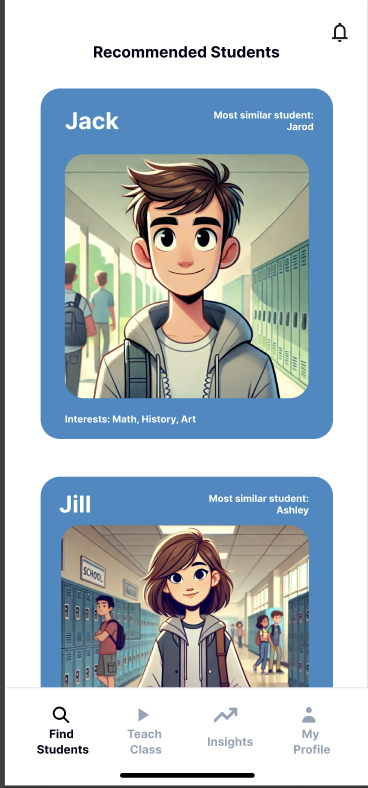 Recommended Students
Jack
Most similar student:
Jarod
Interests: Math, History, Art
Jill
Most similar student:
Ashley
SCHOOL
Find
Students
Teach
Class
Insights
My
Profile